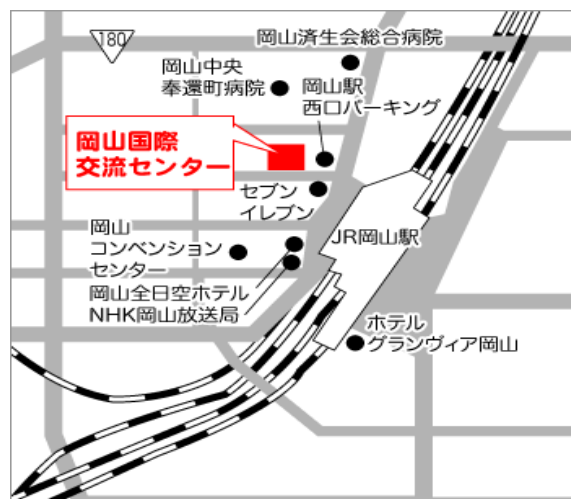 180
岡山済生会総合病院
岡山中央
奉還町病院
岡山駅
西口パーキング
岡山国際
交流センター
セブン
イレブン
JR岡山駅
岡山
コンベンション
センター
岡山全日空ホテル
NHK岡山放送局
ホテル
グランヴィア岡山